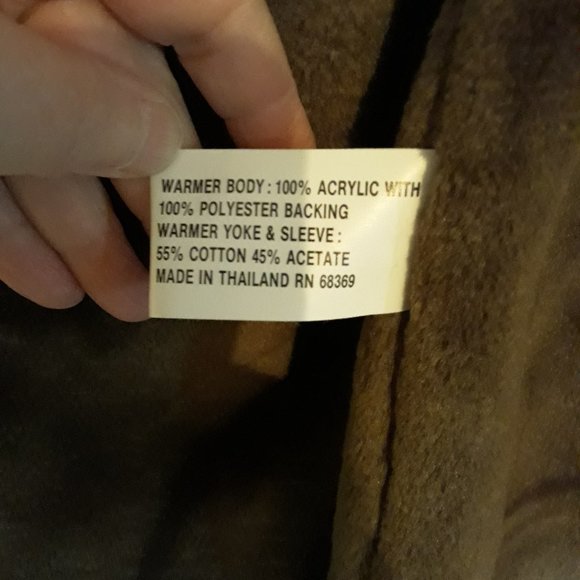 WARMER BODY : 100% ACRYLIC WITH
100% POLYESTER BACKING
WARMER YOKE & SLEEVE :
55% COTTON 45% ACETATE
MADE IN THAILAND RN 68369